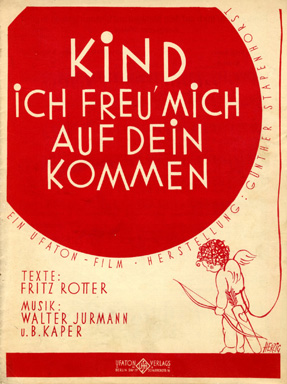 KIND
ICH FREU' MICH
AUF DEIN
KOMMEN
EIN UFATON-FILM · HERSTELLUNG: GÜNTHER STAPENHORST
TEXTE:
FRITZ ROTTER
MUSIK:
WALTER JURMANN
U. B. KAPER
UFATON VERLAGS